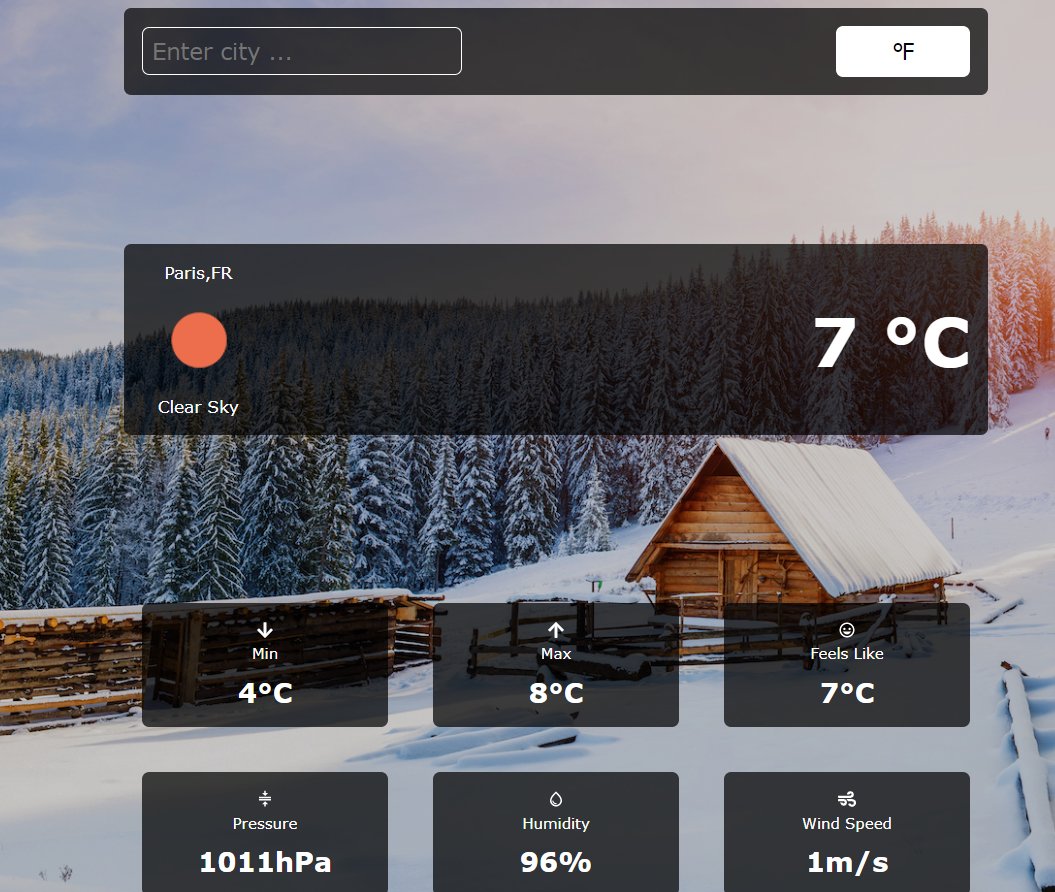 Enter city ...
°F
Paris,FR
Clear Sky
7 °C
Min
4°C
Max
8°C
Feels Like
7°C
Pressure
1011hPa
Humidity
96%
Wind Speed
1m/s